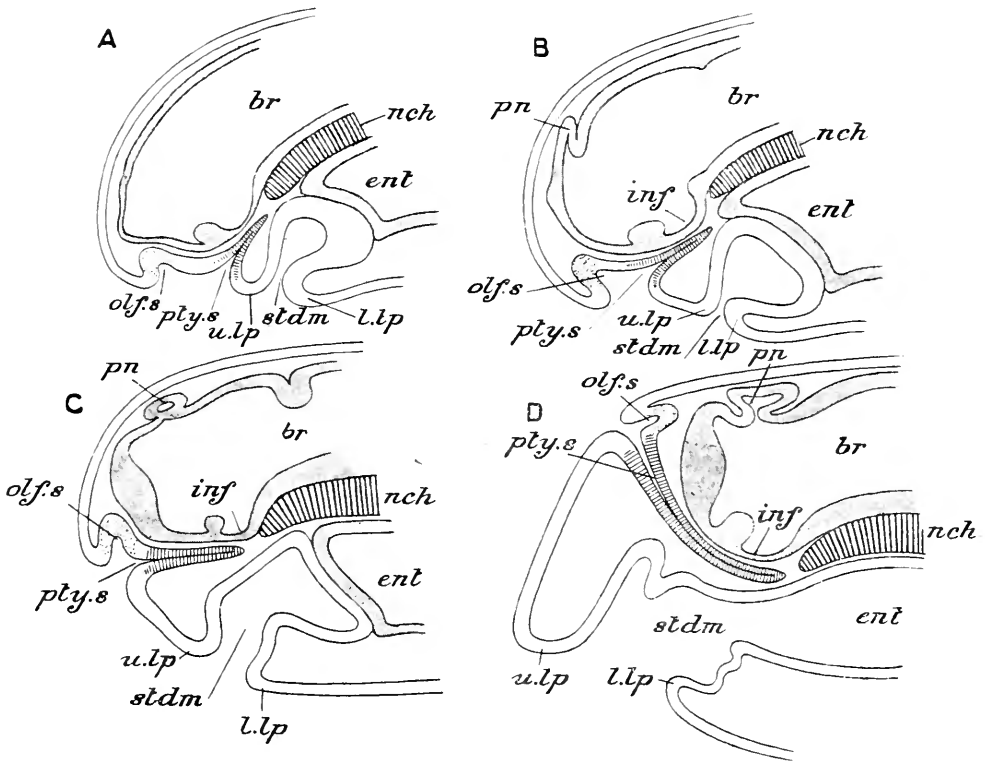 A
br
nch
ent
olf.s
pty.s
u.lp
stdm
l.lp
B
pn
br
nch
inf
ent
olf.s
pty.s
u.lp
stdm
l.lp
C
pn
br
olf.s
inf
nch
pty.s
ent
u.lp
stdm
l.lp
D
olf.s
pn
pty.s
br
inf
nch
stdm
ent
u.lp
l.lp